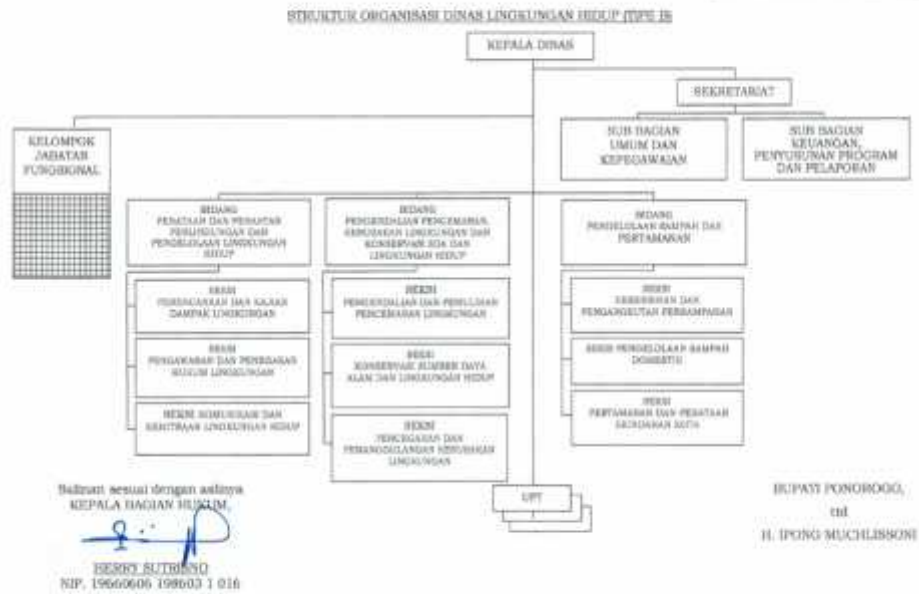 STRUKTUR ORGANISASI DINAS LINGKUNGAN HIDUP (TIPE B)
KEPALA DINAS
SEKRETARIAT
SUB BAGIAN
UMUM DAN
KEPEGAWAIAN
SUB BAGIAN
KEUANGAN,
PENYUSUNAN PROGRAM
DAN PELAPORAN
KELOMPOK
JABATAN
FUNGSIONAL
BIDANG
PENATAAN DAN PENAATAN
PERLINDUNGAN DAN
PENGELOLAAN LINGKUNGAN
HIDUP
SEKSI
PERENCANAAN DAN KAJIAN
DAMPAK LINGKUNGAN
SEKSI
PENGAWASAN DAN PENEGAKAN
HUKUM LINGKUNGAN
SEKSI KOMUNIKASI DAN
KEMITRAAN LINGKUNGAN HIDUP
BIDANG
PENGENDALIAN PENCEMARAN,
KERUSAKAN LINGKUNGAN DAN
KONSERVASI SDA DAN
LINGKUNGAN HIDUP
SEKSI
PENGENDALIAN DAN PEMULIHAN
PENCEMARAN LINGKUNGAN
SEKSI
KONSERVASI SUMBER DAYA
ALAM DAN LINGKUNGAN HIDUP
SEKSI
PENCEGAHAN DAN
PENANGGULANGAN KERUSAKAN
LINGKUNGAN
BIDANG
PENGELOLAAN SAMPAH DAN
PERTAMANAN
SEKSI
KEBERSIHAN DAN
PENGANGKUTAN PERSAMPAHAN
SEKSI PENGELOLAAN SAMPAH
DOMESTIK
SEKSI
PERTAMANAN DAN PENATAAN
KEINDAHAN KOTA
UPT
Salinan sesuai dengan aslinya
KEPALA BAGIAN HUKUM,
HERRY SUTRISNO
NIP. 19660606 198603 1 016
BUPATI PONOROGO,
ttd
H. IPONG MUCHLISSONI